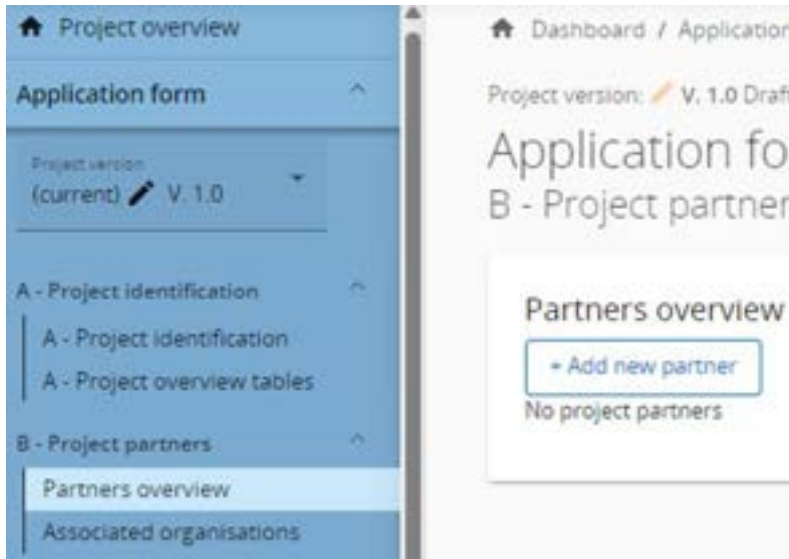 Project overview
Application form
Project version
(current) V. 1.0
A - Project identification
A - Project identification
A - Project overview tables
B - Project partners
Partners overview
Associated organisations
Dashboard / Application
Project version: V. 1.0 Draf
Application fo
B - Project partner
Partners overview
+ Add new partner
No project partners